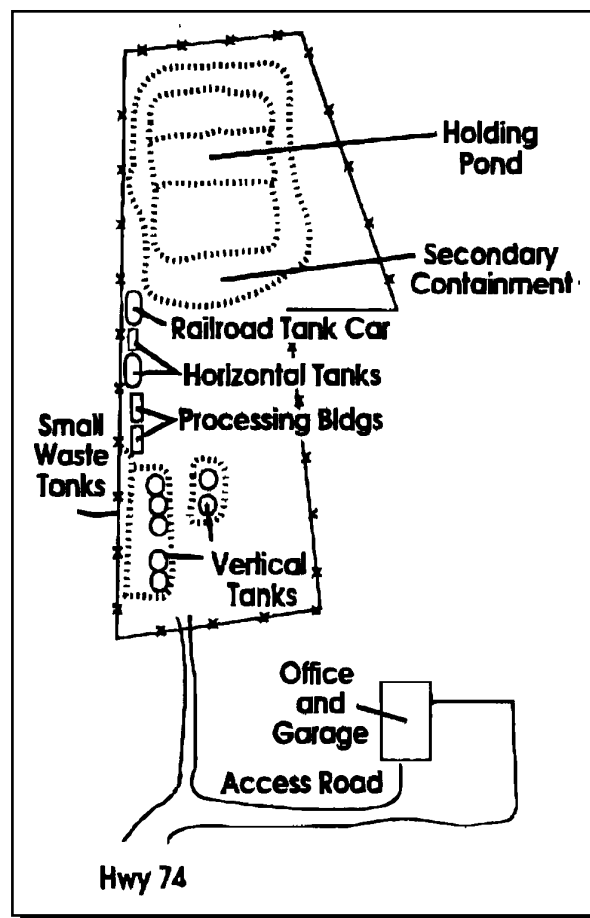 Holding
Pond
Secondary
Containment
Railroad Tank Car
Horizontal Tanks
Processing Bldgs
Small
Waste
Tonks
Vertical
Tanks
Office
and
Garage
Access Road
Hwy 74